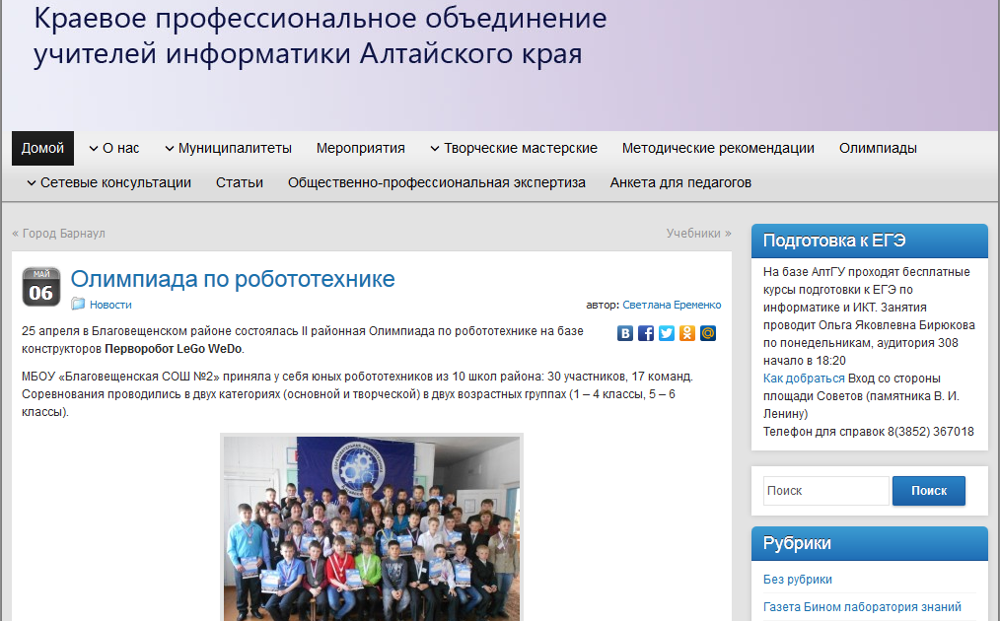 Краевое профессиональное объединение
учителей информатики Алтайского края
Домой
О нас
Муниципалитеты
Мероприятия
Творческие мастерские
Методические рекомендации
Олимпиады
Сетевые консультации
Статьи
Общественно-профессиональная экспертиза
Анкета для педагогов
« Город Барнаул
Учебники »
МАЙ
06
Олимпиада по робототехнике
Новости
автор: Светлана Еременко
25 апреля в Благовещенском районе состоялась II районная Олимпиада по робототехнике на базе
конструкторов Перворобот LeGo WeDo.
МБОУ «Благовещенская СОШ №2» приняла у себя юных робототехников из 10 школ района: 30 участников, 17 команд.
Соревнования проводились в двух категориях (основной и творческой) в двух возрастных группах (1 – 4 классы, 5 – 6
классы).
Подготовка к ЕГЭ
На базе АлтГУ проходят бесплатные
курсы подготовки к ЕГЭ по
информатике и ИКТ. Занятия
проводит Ольга Яковлевна Бирюкова
по понедельникам, аудитория 308
начало в 18:20
Как добраться Вход со стороны
площади Советов (памятника В. И.
Ленину)
Телефон для справок 8(3852) 367018
Поиск
Поиск
Рубрики
Без рубрики
Газета Бином лаборатория знаний